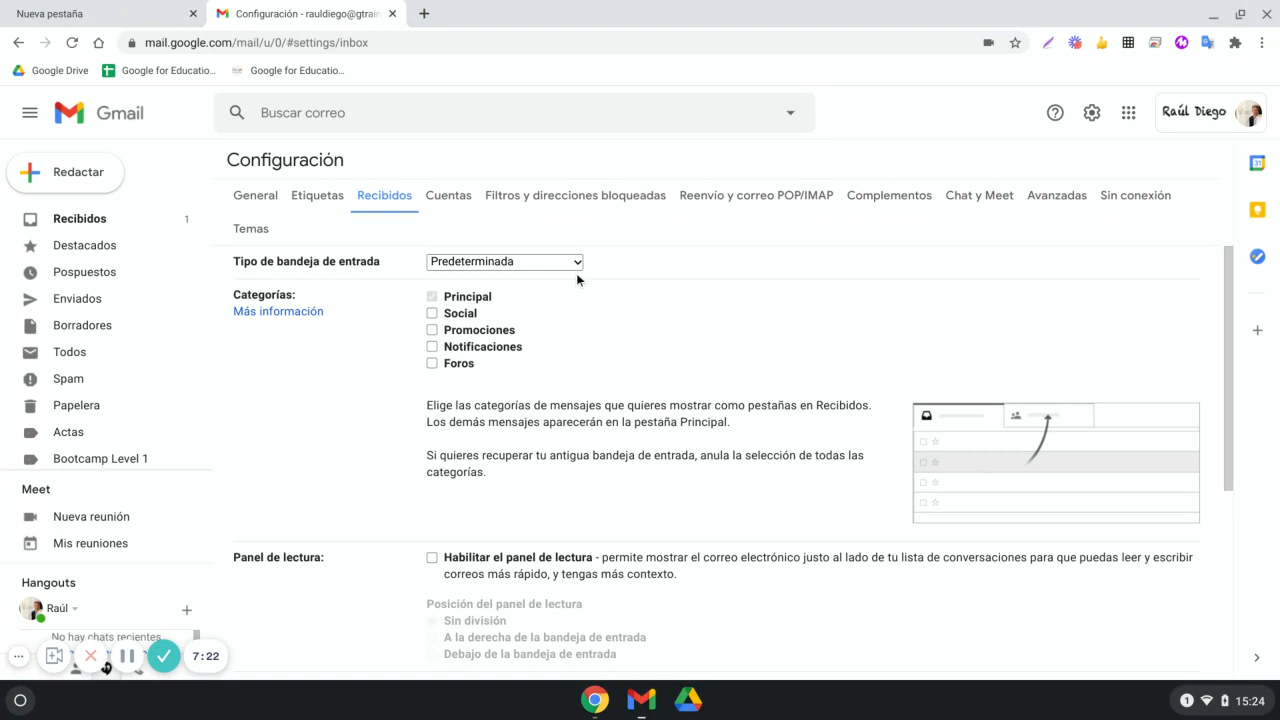 Nueva pestaña
Configuración - rauldiego@gtrain
mail.google.com/mail/u/0/#settings/inbox
Google Drive
Google for Educatio...
Google for Educatio...
Gmail
Buscar correo
Raúl Diego
Redactar
Recibidos 1
Destacados
Pospuestos
Enviados
Borradores
Todos
Spam
Papelera
Actas
Bootcamp Level 1
Meet
Nueva reunión
Mis reuniones
Hangouts
Raúl
No hay chats recientes
7:22
Configuración
General Etiquetas Recibidos Cuentas Filtros y direcciones bloqueadas Reenvío y correo POP/IMAP Complementos Chat y Meet Avanzadas Sin conexión
Temas
Tipo de bandeja de entrada Predeterminada
Categorías:
Más información
Principal
Social
Promociones
Notificaciones
Foros
Elige las categorías de mensajes que quieres mostrar como pestañas en Recibidos.
Los demás mensajes aparecerán en la pestaña Principal.
Si quieres recuperar tu antigua bandeja de entrada, anula la selección de todas las
categorías.
Panel de lectura: Habilitar el panel de lectura - permite mostrar el correo electrónico justo al lado de tu lista de conversaciones para que puedas leer y escribir
correos más rápido, y tengas más contexto.
Posición del panel de lectura
Sin división
A la derecha de la bandeja de entrada
Debajo de la bandeja de entrada
31
1
15:24